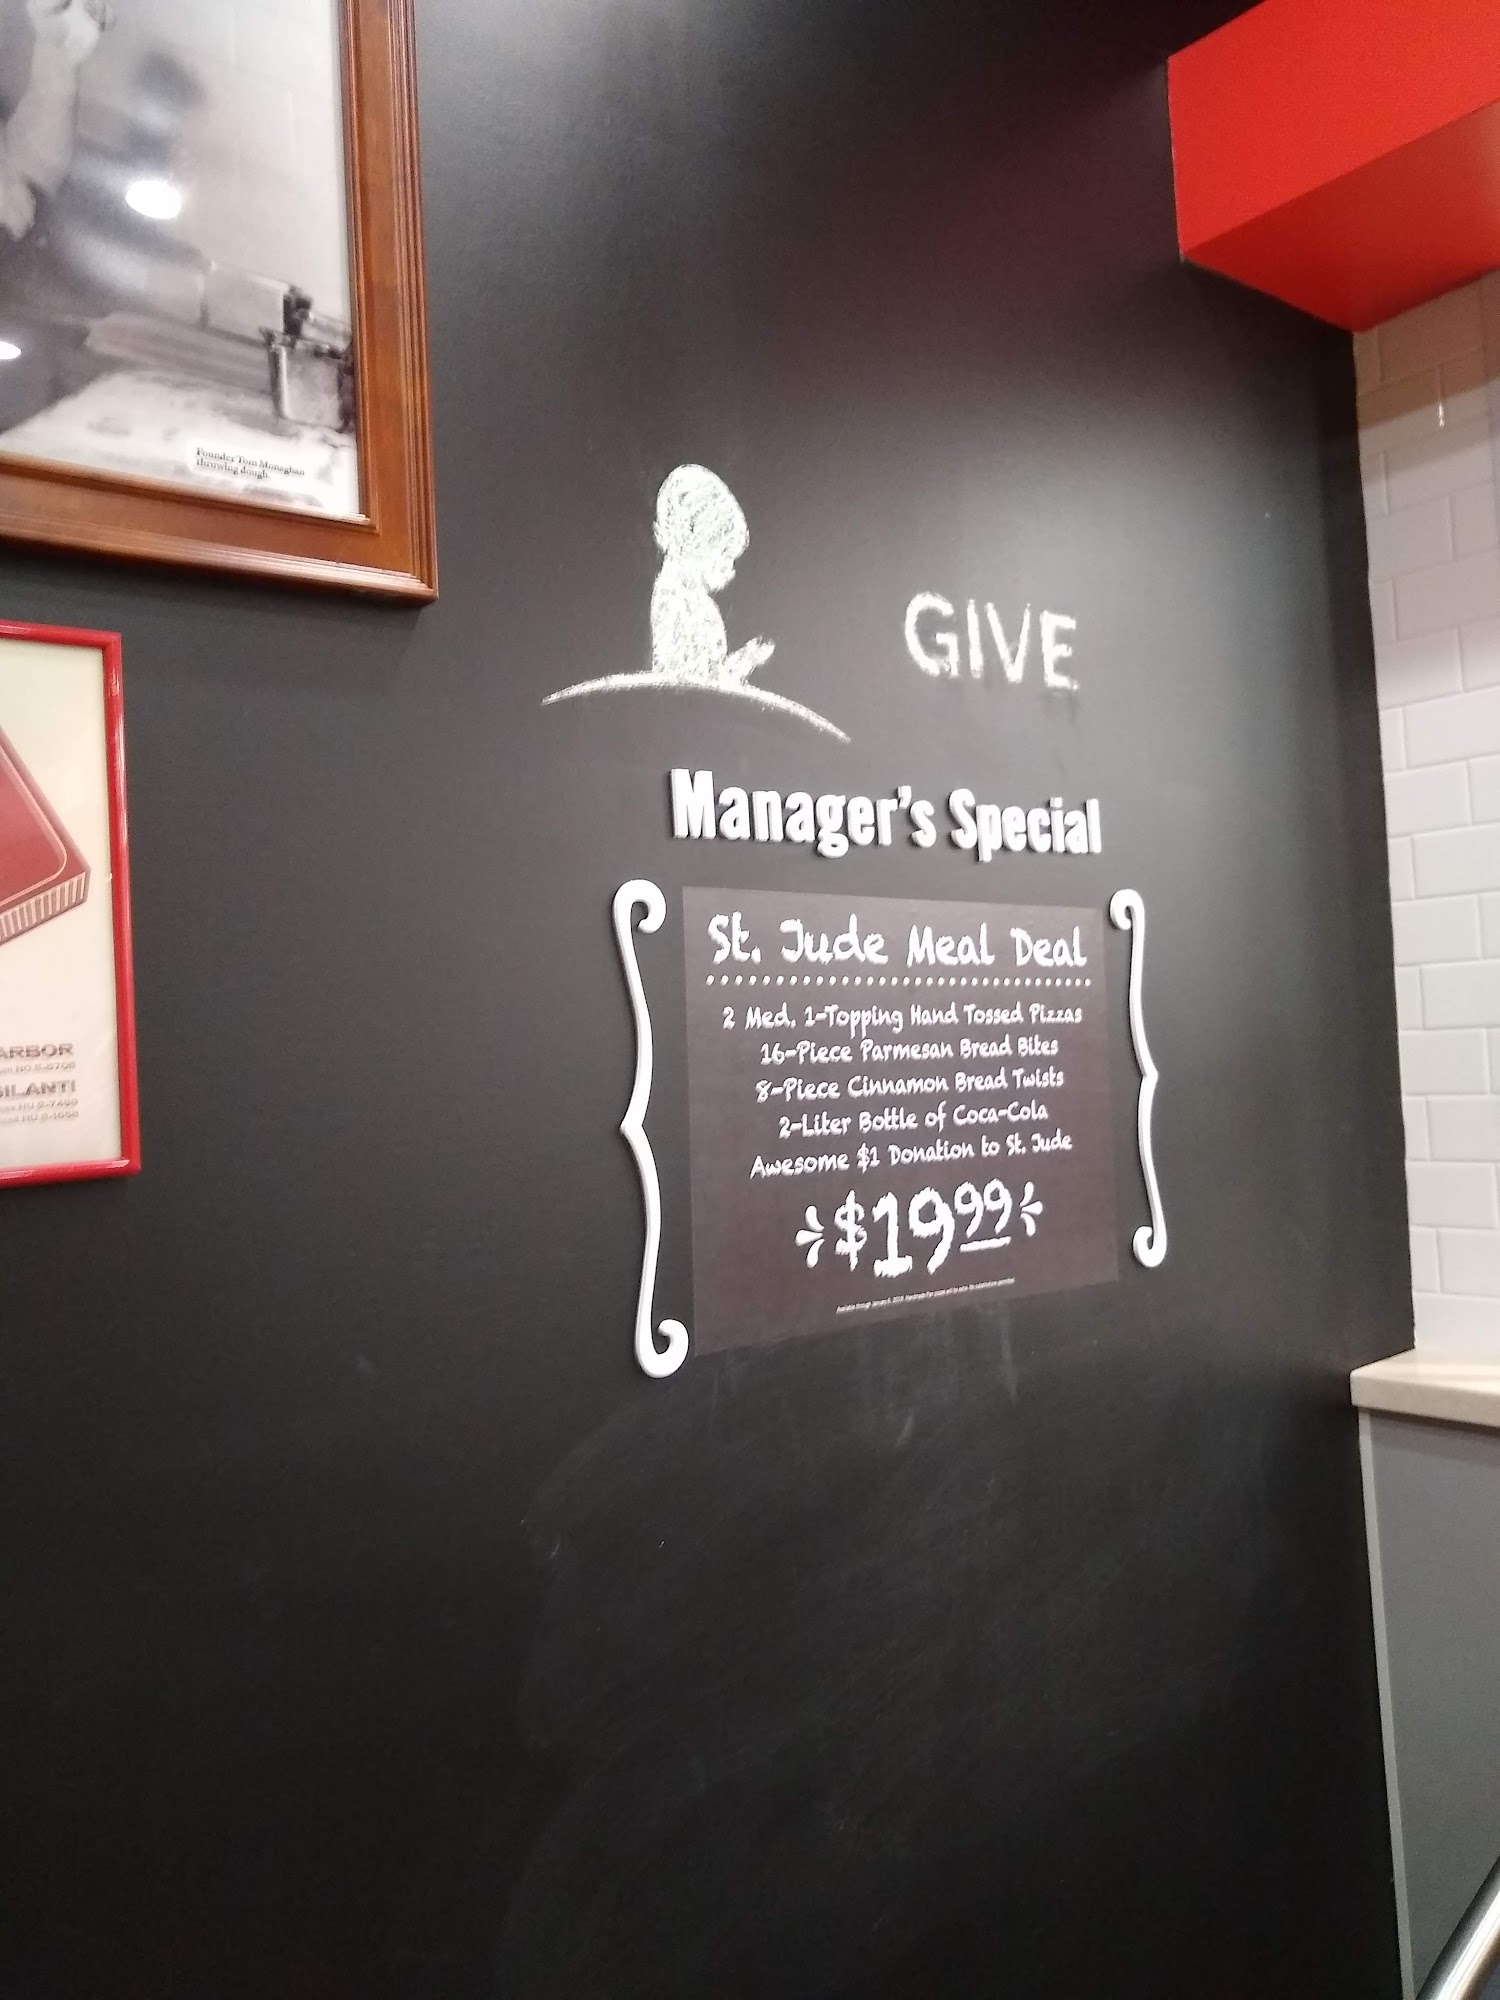 Founder Tom Monaghan
throwing dough.
GIVE
Manager's Special
St. Jude Meal Deal
2 Med. 1-Topping Hand Tossed Pizzas
16-Piece Parmesan Bread Bites
8-Piece Cinnamon Bread Twists
2-Liter Bottle of Coca-Cola
Awesome $1 Donation to St. Jude
$19.99
ARBOR
SILANTI